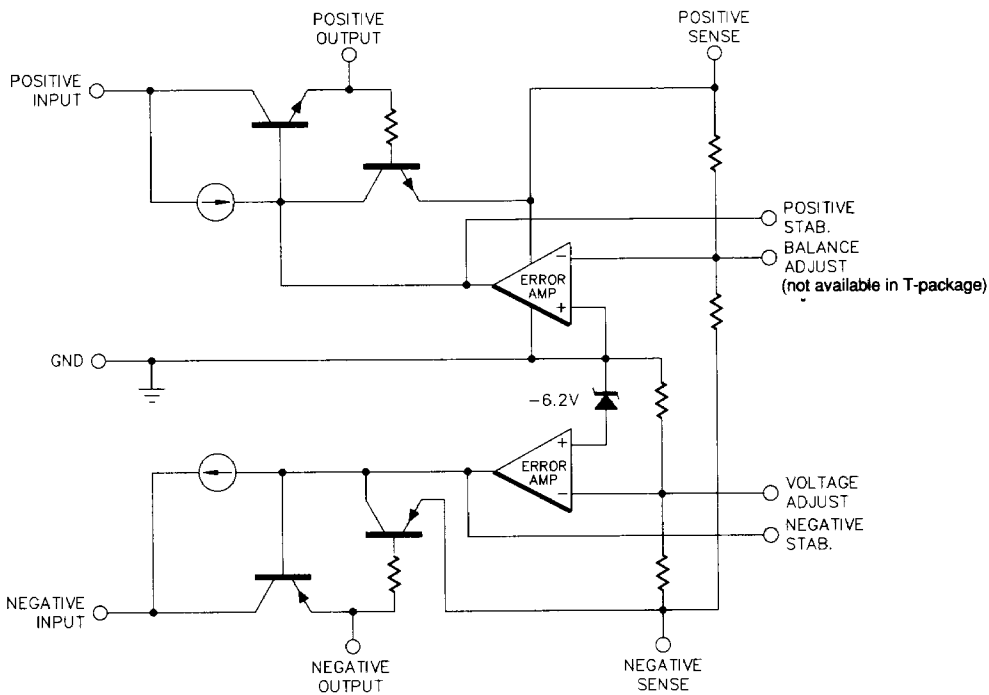 POSITIVE
OUTPUT
POSITIVE
SENSE
POSITIVE
INPUT
POSITIVE
STAB.
BALANCE
ADJUST
(not available in T-package)
−
ERROR
AMP
+
GND
−6.2V
+
ERROR
AMP
−
VOLTAGE
ADJUST
NEGATIVE
STAB.
NEGATIVE
INPUT
NEGATIVE
OUTPUT
NEGATIVE
SENSE